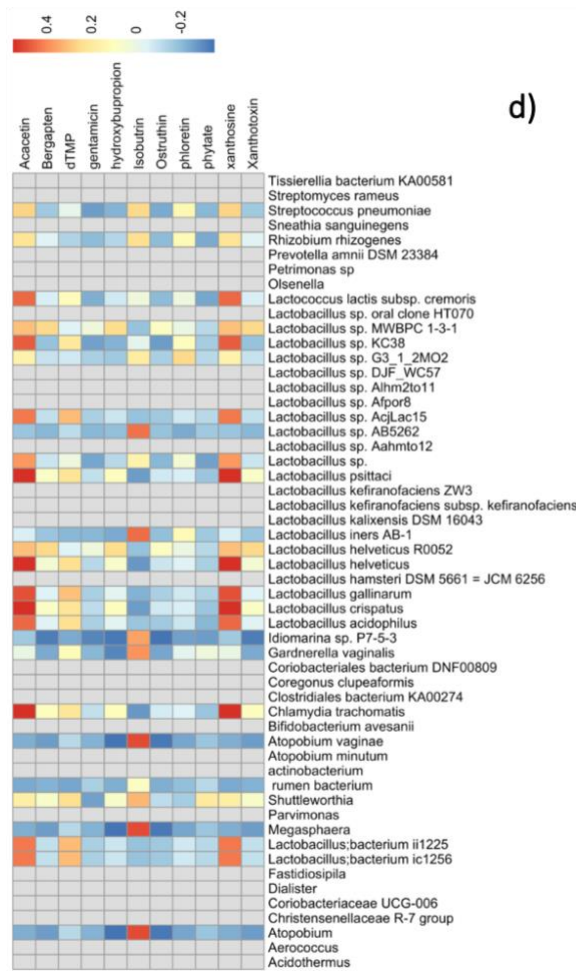 0.4 0.2 0 -0.2
d)
Acacetin
Bergapten
dTMP
gentamicin
hydroxybupropion
Isobutrin
Ostruthin
phloretin
phytate
xanthosine
Xanthotoxin
Tissierellia bacterium KA00581
Streptomyces rameus
Streptococcus pneumoniae
Sneathia sanguinegens
Rhizobium rhizogenes
Prevotella amnii DSM 23384
Petrimonas sp
Olsenella
Lactococcus lactis subsp. cremoris
Lactobacillus sp. oral clone HT070
Lactobacillus sp. MWBPC 1-3-1
Lactobacillus sp. KC38
Lactobacillus sp. G3_1_2MO2
Lactobacillus sp. DJF_WC57
Lactobacillus sp. Alhm2to11
Lactobacillus sp. Afpor8
Lactobacillus sp. AcjLac15
Lactobacillus sp. AB5262
Lactobacillus sp. Aahmto12
Lactobacillus sp.
Lactobacillus psittaci
Lactobacillus kefiranofaciens ZW3
Lactobacillus kefiranofaciens subsp. kefiranofaciens
Lactobacillus kalixensis DSM 16043
Lactobacillus iners AB-1
Lactobacillus helveticus R0052
Lactobacillus helveticus
Lactobacillus hamsteri DSM 5661 = JCM 6256
Lactobacillus gallinarum
Lactobacillus crispatus
Lactobacillus acidophilus
Idiomarina sp. P7-5-3
Gardnerella vaginalis
Coriobacteriales bacterium DNF00809
Coregonus clupeaformis
Clostridiales bacterium KA00274
Chlamydia trachomatis
Bifidobacterium avesanii
Atopobium vaginae
Atopobium minutum
actinobacterium
rumen bacterium
Shuttleworthia
Parvimonas
Megasphaera
Lactobacillus;bacterium ii1225
Lactobacillus;bacterium ic1256
Fastidiosipila
Dialister
Coriobacteriaceae UCG-006
Christensenellaceae R-7 group
Atopobium
Aerococcus
Acidothermus